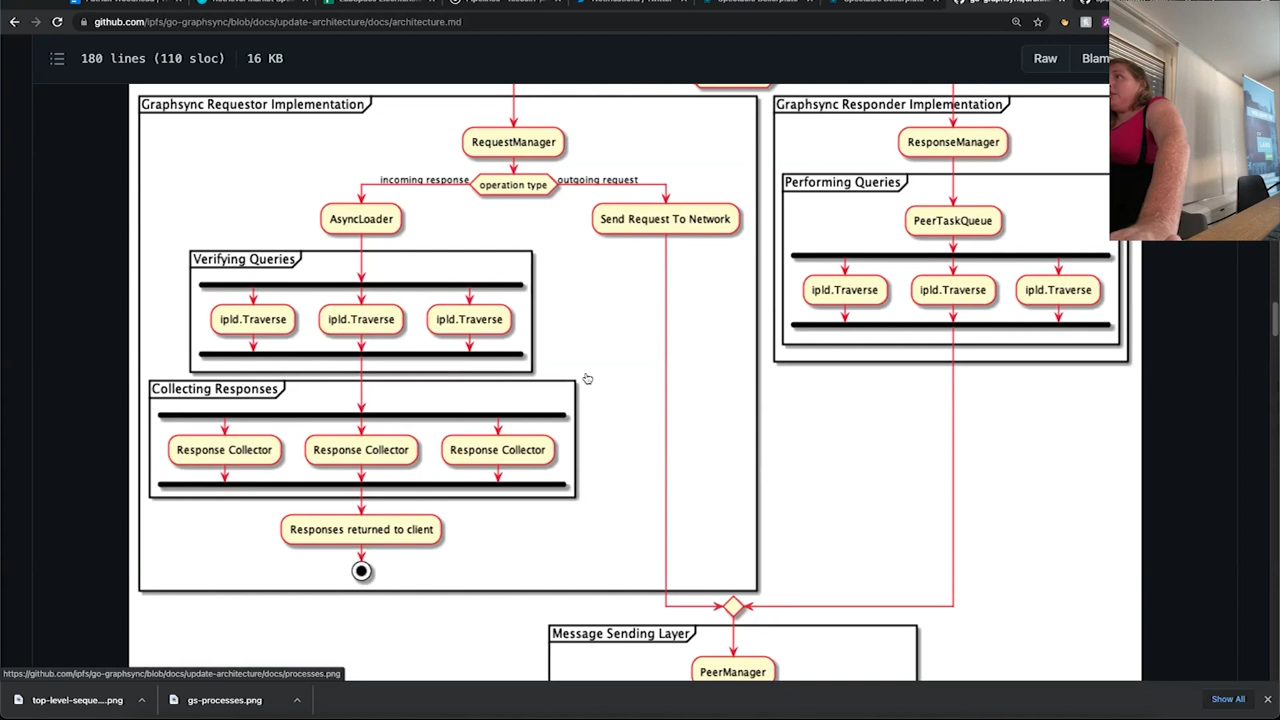 github.com/ipfs/go-graphsync/blob/docs/update-architecture/docs/architecture.md
180 lines (110 sloc)
16 KB
Raw
Blam
Graphsync Requestor Implementation
Graphsync Responder Implementation
RequestManager
ResponseManager
incoming response
operation type
outgoing request
Performing Queries
AsyncLoader
Send Request To Network
PeerTaskQueue
Verifying Queries
ipld.Traverse
ipld.Traverse
ipld.Traverse
ipld.Traverse
ipld.Traverse
ipld.Traverse
Collecting Responses
Response Collector
Response Collector
Response Collector
Responses returned to client
Message Sending Layer
PeerManager
https://github.com/ipfs/go-graphsync/blob/docs/update-architecture/docs/processes.png
top-level-seque....png
gs-processes.png
Show All